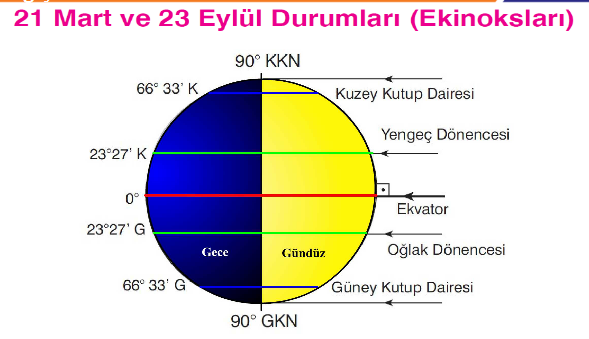 21 Mart ve 23 Eylül Durumları (Ekinoksları)
90° KKN
66° 33' K
Kuzey Kutup Dairesi
Yengeç Dönencesi
23°27' K
0°
Ekvator
23°27' G
Oğlak Dönencesi
Gece
Gündüz
66° 33' G
Güney Kutup Dairesi
90° GKN